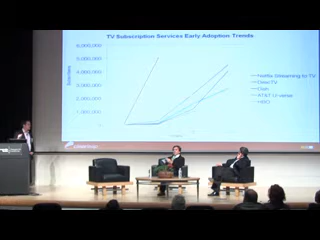 TV Subscription Services Early Adoption Trends
6,000,000
5,000,000
4,000,000
3,000,000
2,000,000
1,000,000
Netflix Streaming to TV
DirecTV
Dish
AT&T U-verse
HBO